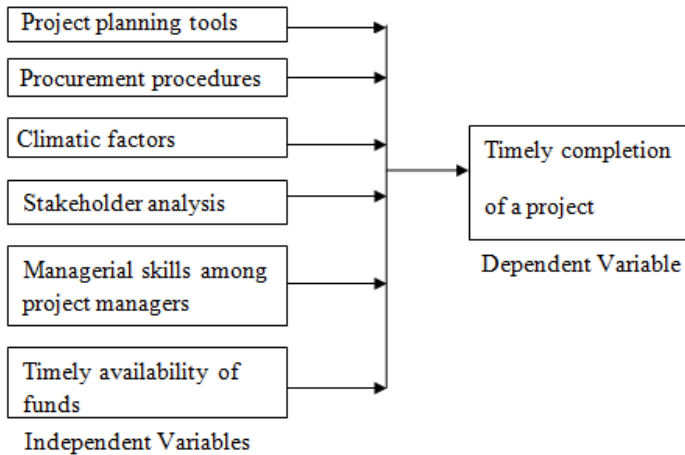 Project planning tools
Procurement procedures
Climatic factors
Stakeholder analysis
Managerial skills among
project managers
Timely availability of
funds
Independent Variables
Timely completion
of a project
Dependent Variable